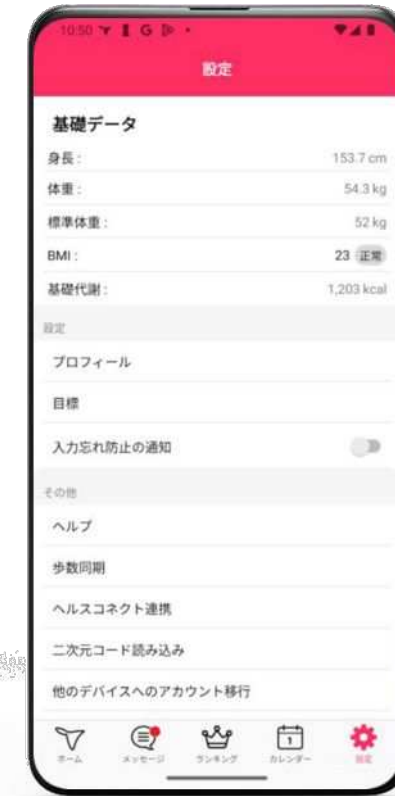 10:50
設定
基礎データ
身長 : 153.7 cm
体重 : 54.3 kg
標準体重 : 52 kg
BMI : 23 正常
基礎代謝 : 1,203 kcal
設定
プロフィール
目標
入力忘れ防止の通知
その他
ヘルプ
歩数同期
ヘルスコネクト連携
二次元コード読み込み
他のデバイスへのアカウント移行
1
ホーム メッセージ ランキング カレンダー 設定